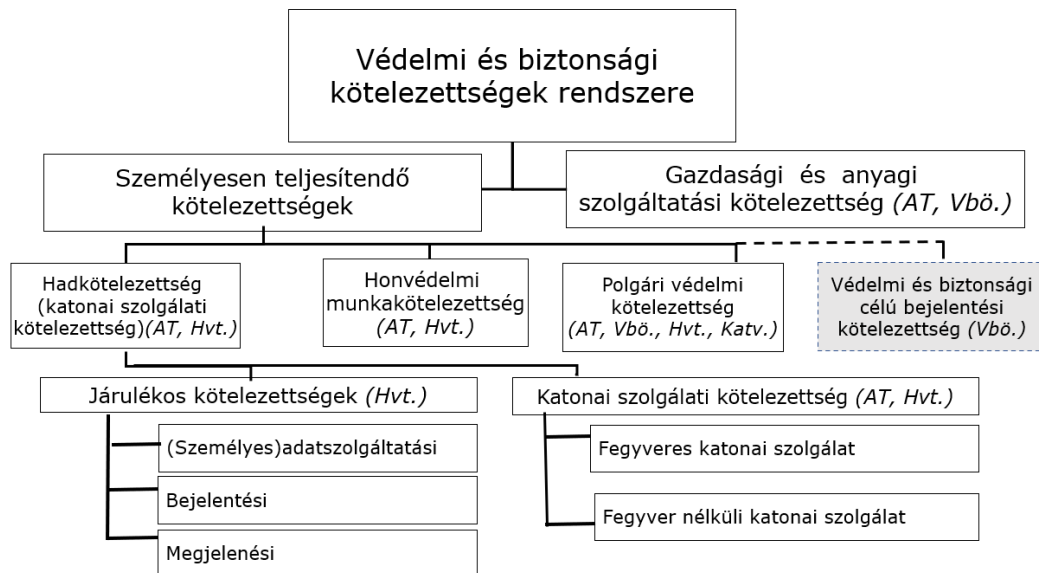 Védelmi és biztonsági
kötelezettségek rendszere
Személyesen teljesítendő
kötelezettségek
Gazdasági és anyagi
szolgáltatási kötelezettség (AT, Vbö.)
Hadkötelezettség
(katonai szolgálati
kötelezettség)(AT, Hvt.)
Honvédelmi
munkakötelezettség
(AT, Hvt.)
Polgári védelmi
kötelezettség
(AT, Vbö., Hvt., Katv.)
Védelmi és biztonsági
célú bejelentési
kötelezettség (Vbö.)
Járulékos kötelezettségek (Hvt.)
(Személyes)adatszolgáltatási
Bejelentési
Megjelenési
Katonai szolgálati kötelezettség (AT, Hvt.)
Fegyveres katonai szolgálat
Fegyver nélküli katonai szolgálat